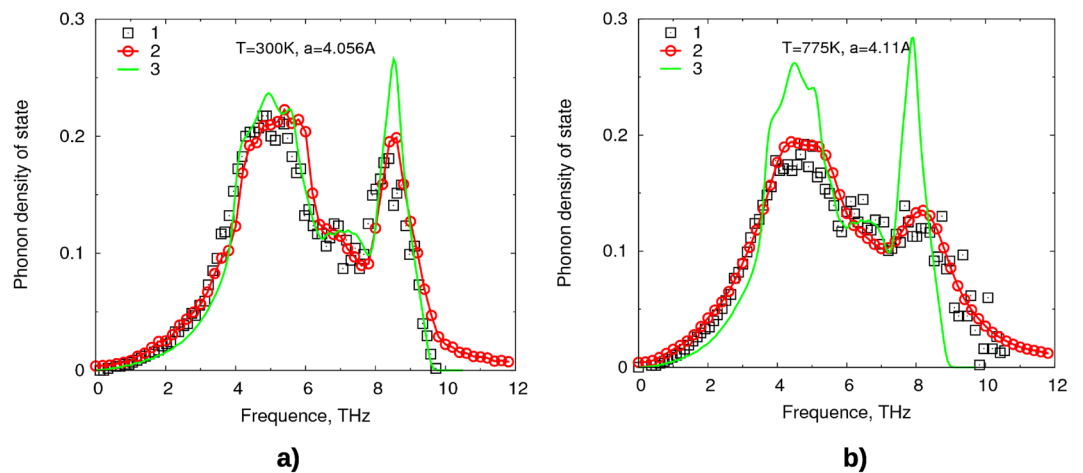 0.3
0.2
0.1
0
0 2 4 6 8 10 12
Phonon density of state
Frequence, THz
1
2
3
T=300K, a=4.056A
a)
0.3
0.2
0.1
0
0 2 4 6 8 10 12
Phonon density of state
Frequence, THz
1
2
3
T=775K, a=4.11A
b)